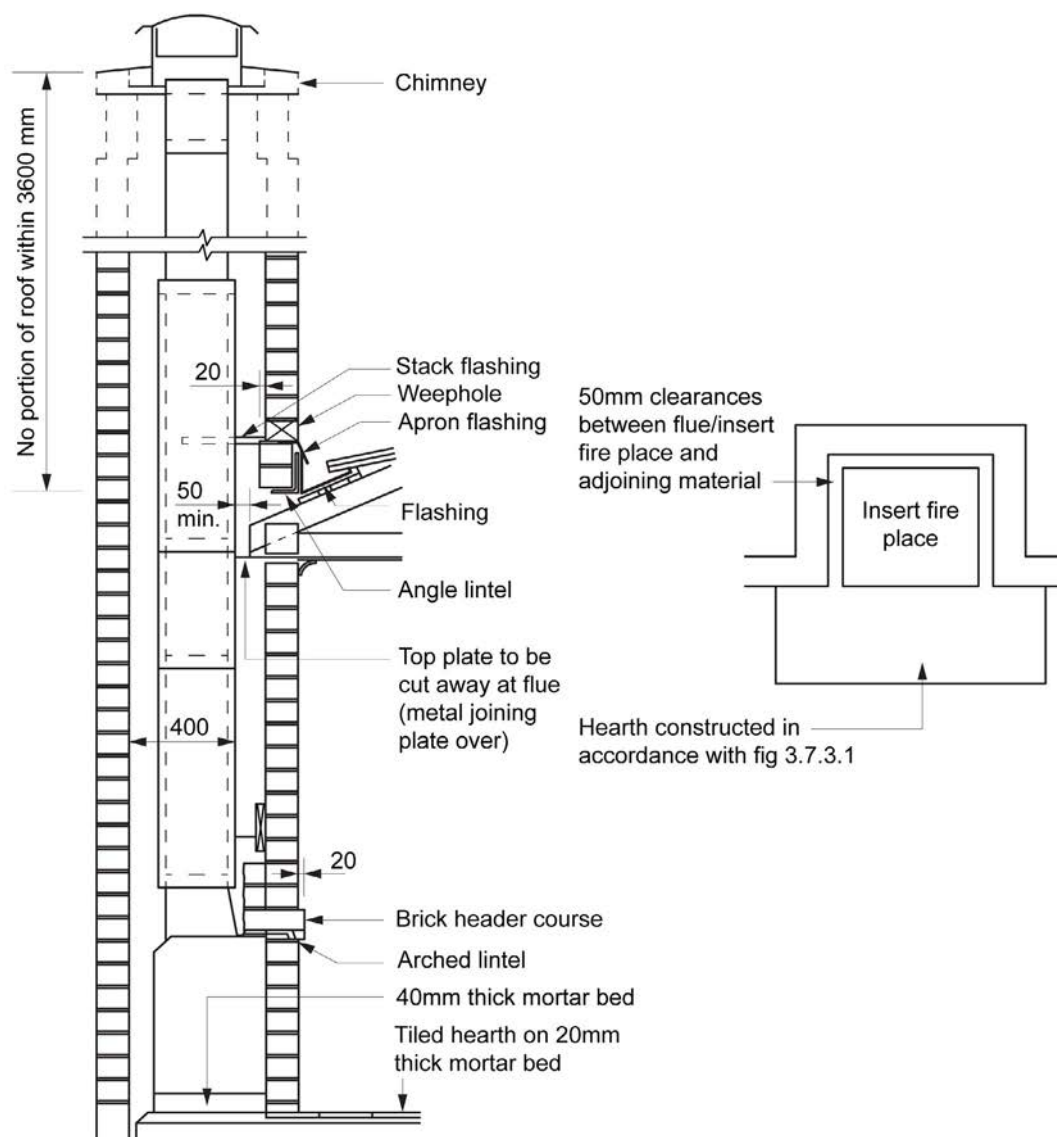 Chimney
No portion of roof within 3600 mm
20
Stack flashing
Weephole
Apron flashing
50
min.
Flashing
Angle lintel
Top plate to be
cut away at flue
(metal joining
plate over)
400
20
Brick header course
Arched lintel
40mm thick mortar bed
Tiled hearth on 20mm
thick mortar bed
50mm clearances
between flue/insert
fire place and
adjoining material
Insert fire
place
Hearth constructed in
accordance with fig 3.7.3.1